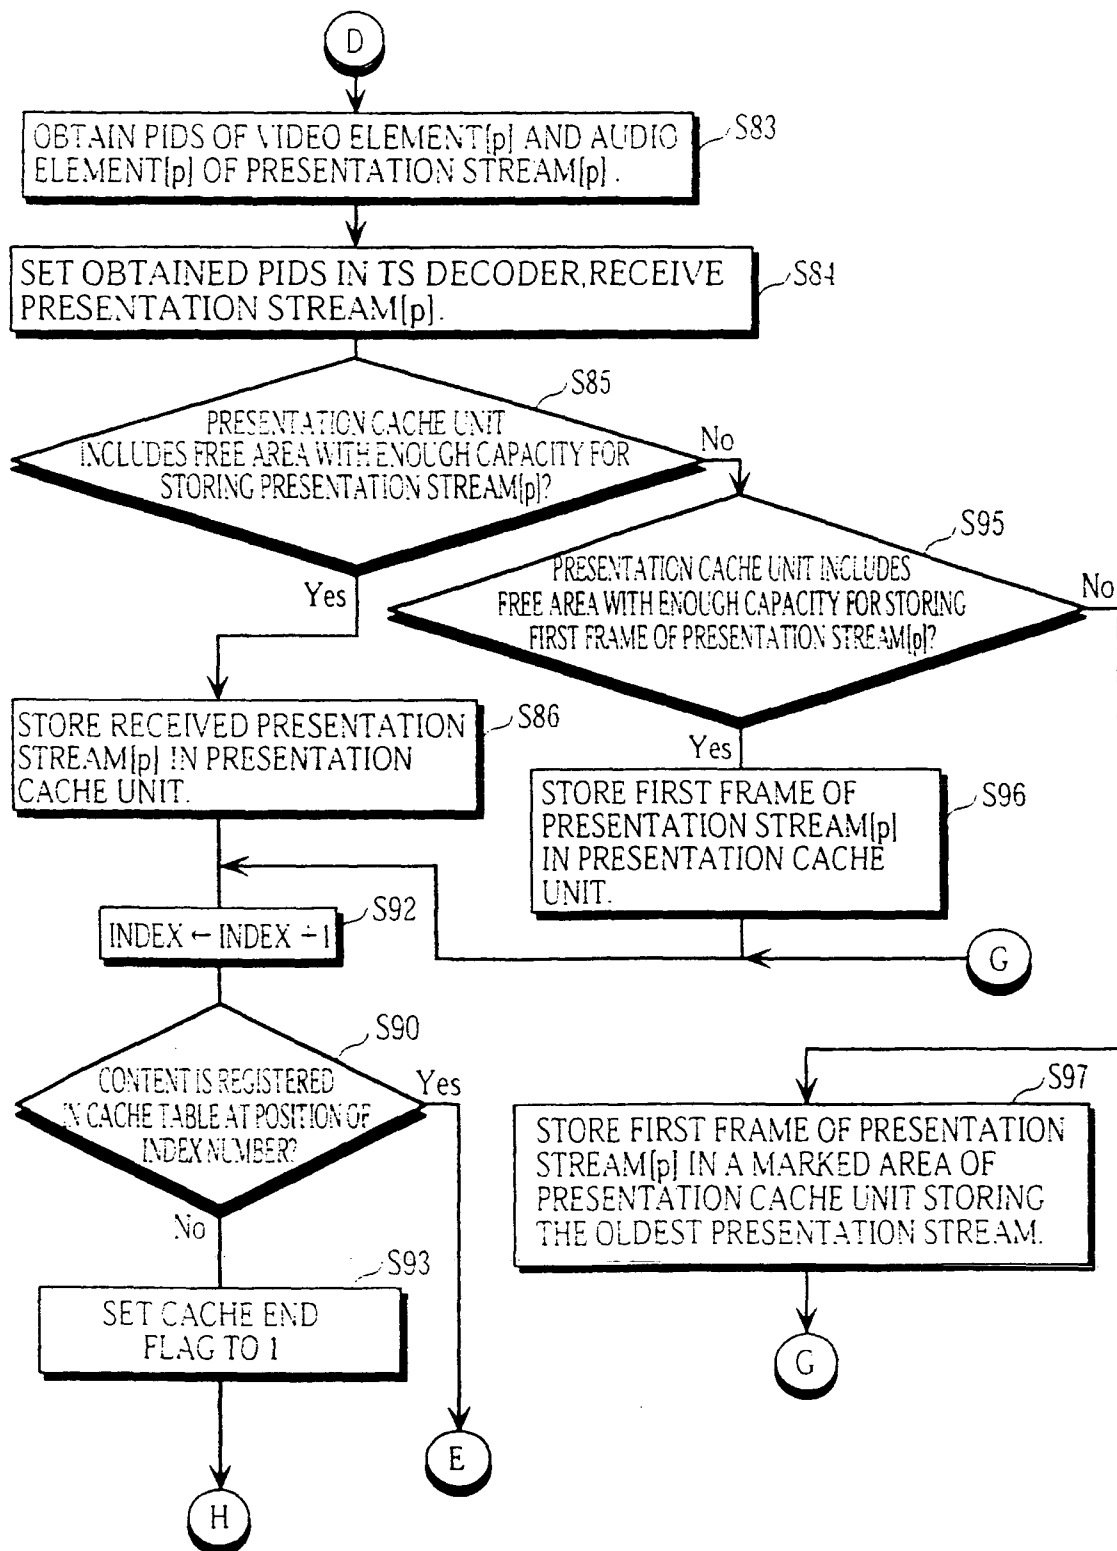 D
OBTAIN PIDS OF VIDEO ELEMENT[p] AND AUDIO
ELEMENT[p] OF PRESENTATION STREAM[p].
S83
SET OBTAINED PIDS IN TS DECODER,RECEIVE
PRESENTATION STREAM[p].
S84
S85
PRESENTATION CACHE UNIT
INCLUDES FREE AREA WITH ENOUGH CAPACITY FOR
STORING PRESENTATION STREAM[p]?
No
Yes
S95
PRESENTATION CACHE UNIT INCLUDES
FREE AREA WITH ENOUGH CAPACITY FOR STORING
FIRST FRAME OF PRESENTATION STREAM[p]?
No
Yes
STORE RECEIVED PRESENTATION
STREAM[p] IN PRESENTATION
CACHE UNIT.
S86
STORE FIRST FRAME OF
PRESENTATION STREAM[p]
IN PRESENTATION CACHE
UNIT.
S96
S92
INDEX ← INDEX +1
G
S90
CONTENT IS REGISTERED
IN CACHE TABLE AT POSITION OF
INDEX NUMBER?
Yes
No
S97
STORE FIRST FRAME OF PRESENTATION
STREAM[p] IN A MARKED AREA OF
PRESENTATION CACHE UNIT STORING
THE OLDEST PRESENTATION STREAM.
S93
SET CACHE END
FLAG TO 1
G
E
H